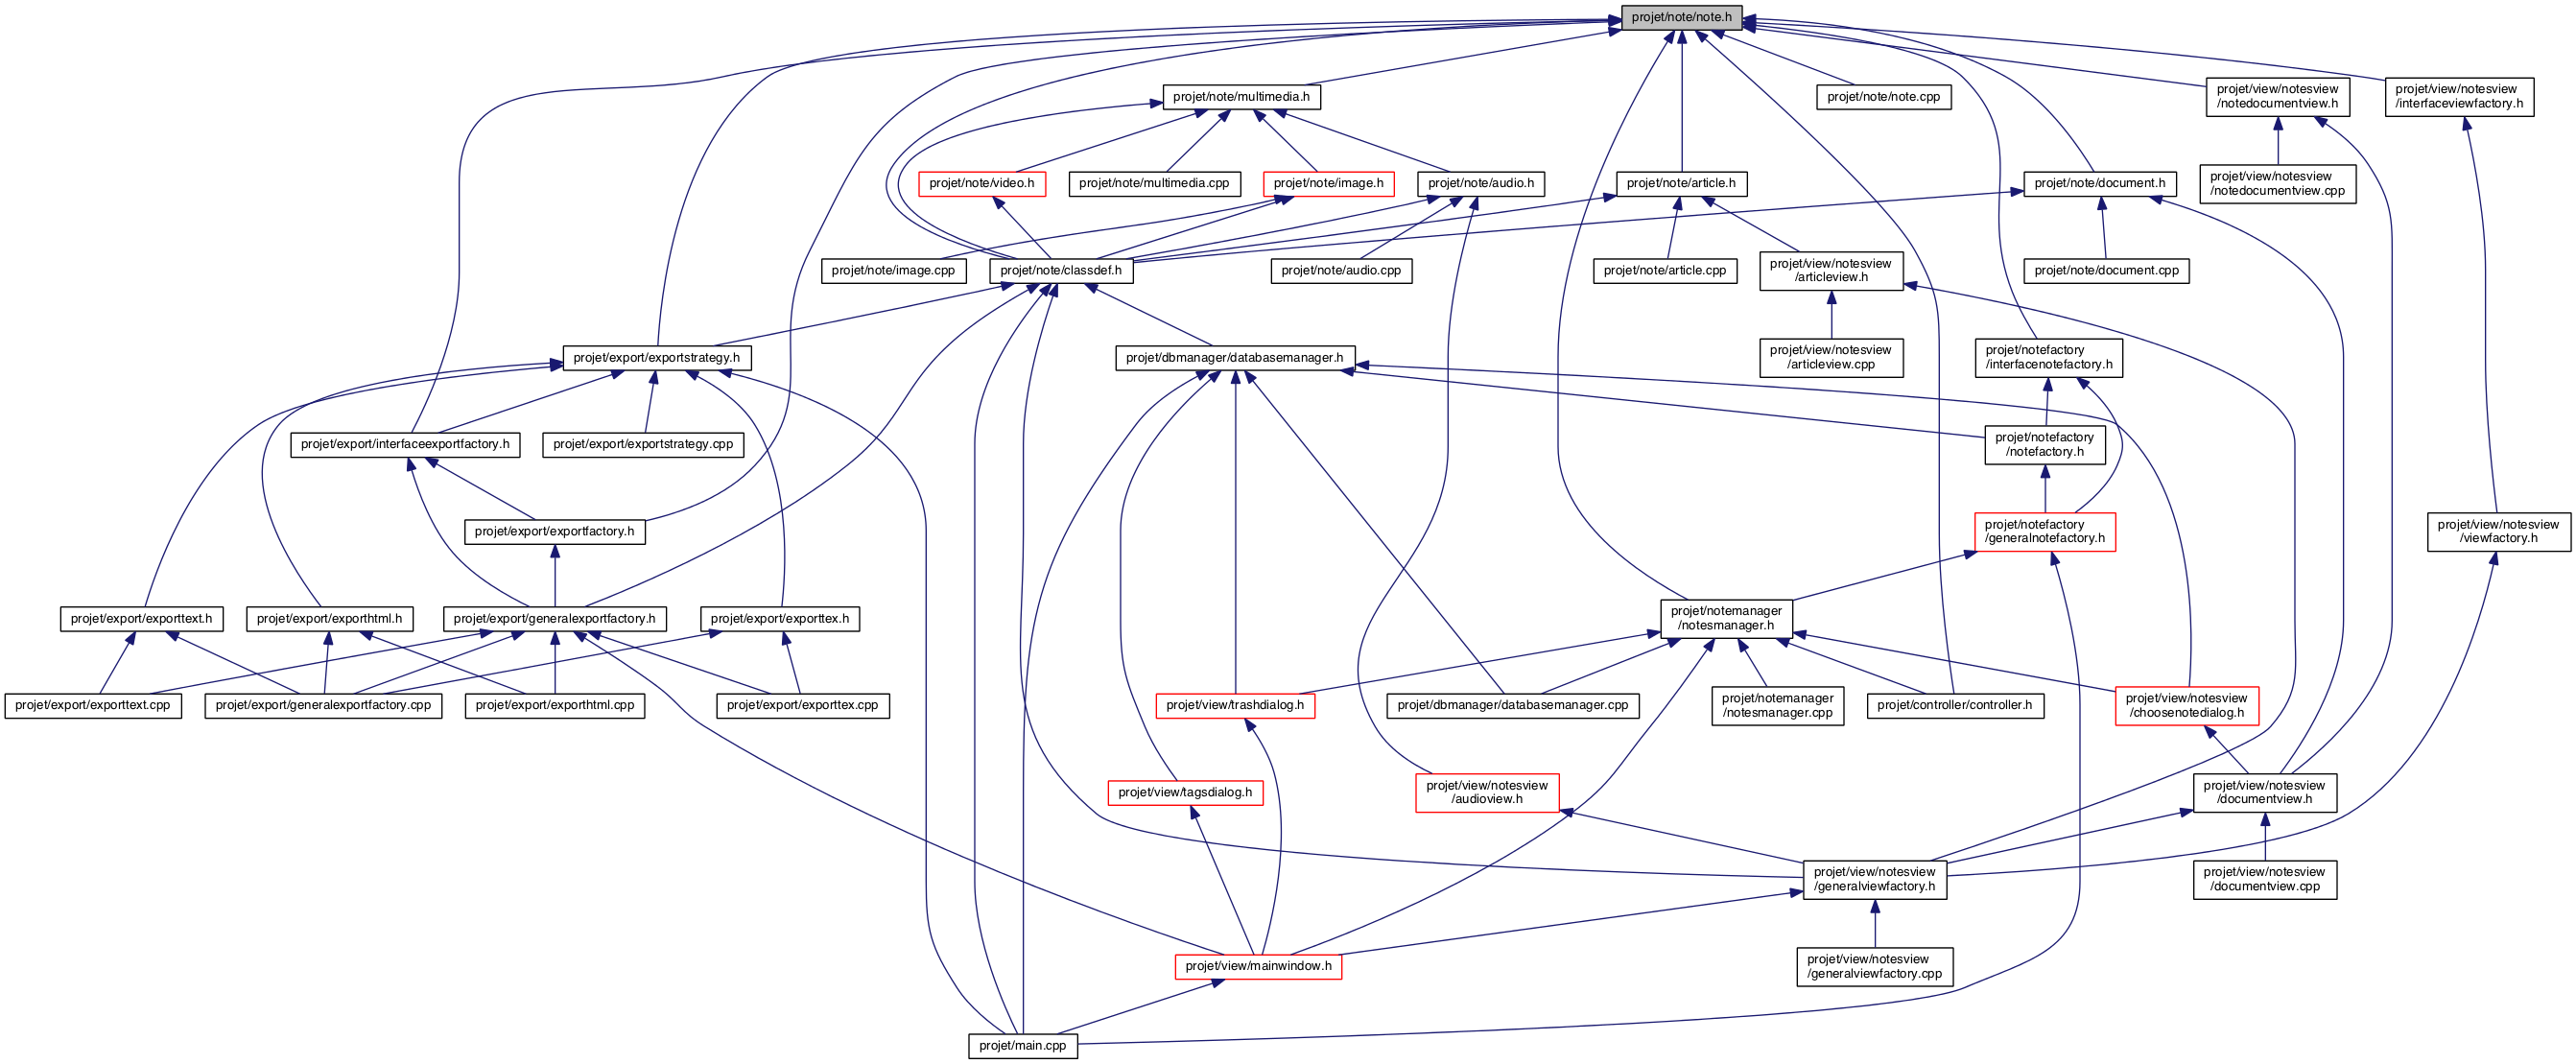 projet/note/note.h
projet/note/multimedia.h
projet/note/note.cpp
projet/view/notesview
/notedocumentview.h
projet/view/notesview
/interfaceviewfactory.h
projet/note/video.h
projet/note/multimedia.cpp
projet/note/image.h
projet/note/audio.h
projet/note/article.h
projet/note/document.h
projet/view/notesview
/notedocumentview.cpp
projet/note/image.cpp
projet/note/classdef.h
projet/note/audio.cpp
projet/note/article.cpp
projet/view/notesview
/articleview.h
projet/note/document.cpp
projet/export/exportstrategy.h
projet/dbmanager/databasemanager.h
projet/view/notesview
/articleview.cpp
projet/notefactory
/interfacenotefactory.h
projet/export/interfaceexportfactory.h
projet/export/exportstrategy.cpp
projet/notefactory
/notefactory.h
projet/export/exportfactory.h
projet/notefactory
/generalnotefactory.h
projet/view/notesview
/viewfactory.h
projet/export/exporttext.h
projet/export/exporthtml.h
projet/export/generalexportfactory.h
projet/export/exporttex.h
projet/notemanager
/notesmanager.h
projet/export/exporttext.cpp
projet/export/generalexportfactory.cpp
projet/export/exporthtml.cpp
projet/export/exporttex.cpp
projet/view/trashdialog.h
projet/dbmanager/databasemanager.cpp
projet/notemanager
/notesmanager.cpp
projet/controller/controller.h
projet/view/notesview
/choosenotedialog.h
projet/view/tagsdialog.h
projet/view/notesview
/audioview.h
projet/view/notesview
/documentview.h
projet/view/notesview
/generalviewfactory.h
projet/view/notesview
/documentview.cpp
projet/view/mainwindow.h
projet/view/notesview
/generalviewfactory.cpp
projet/main.cpp